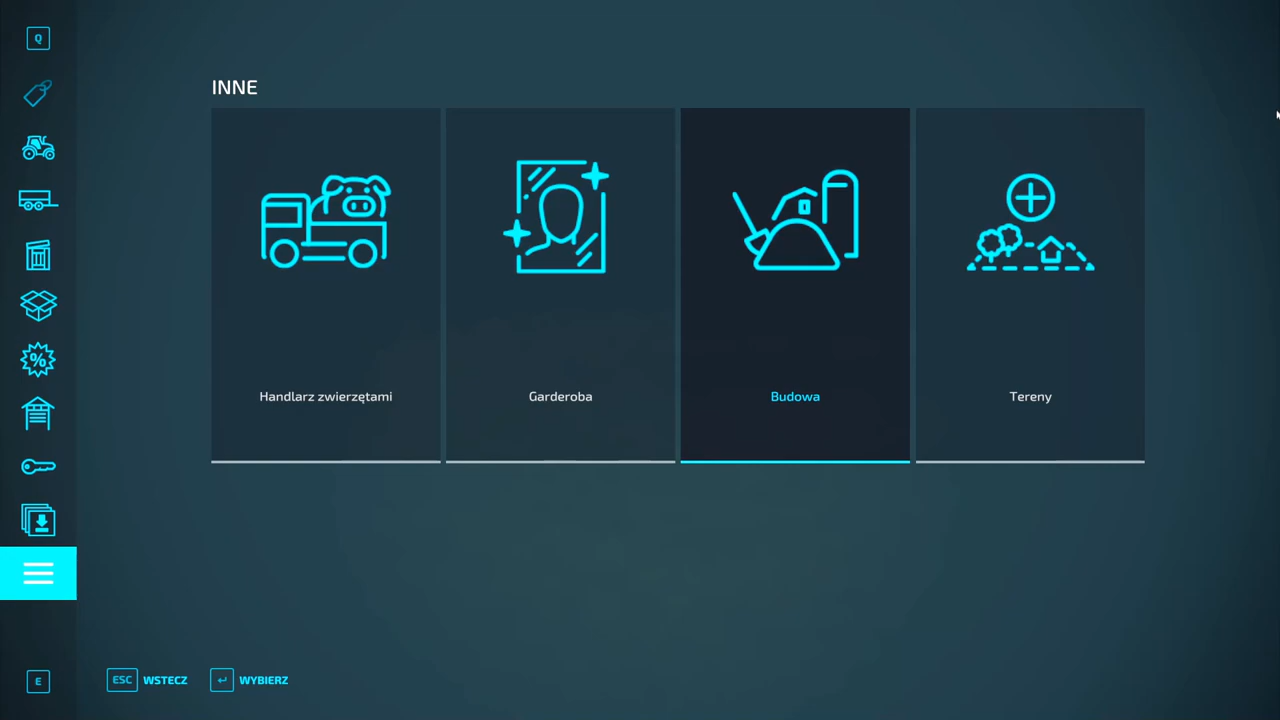 Q
INNE
%
Handlarz zwierzętami
Garderoba
Budowa
Tereny
ESC WSTECZ
↩ WYBIERZ
E